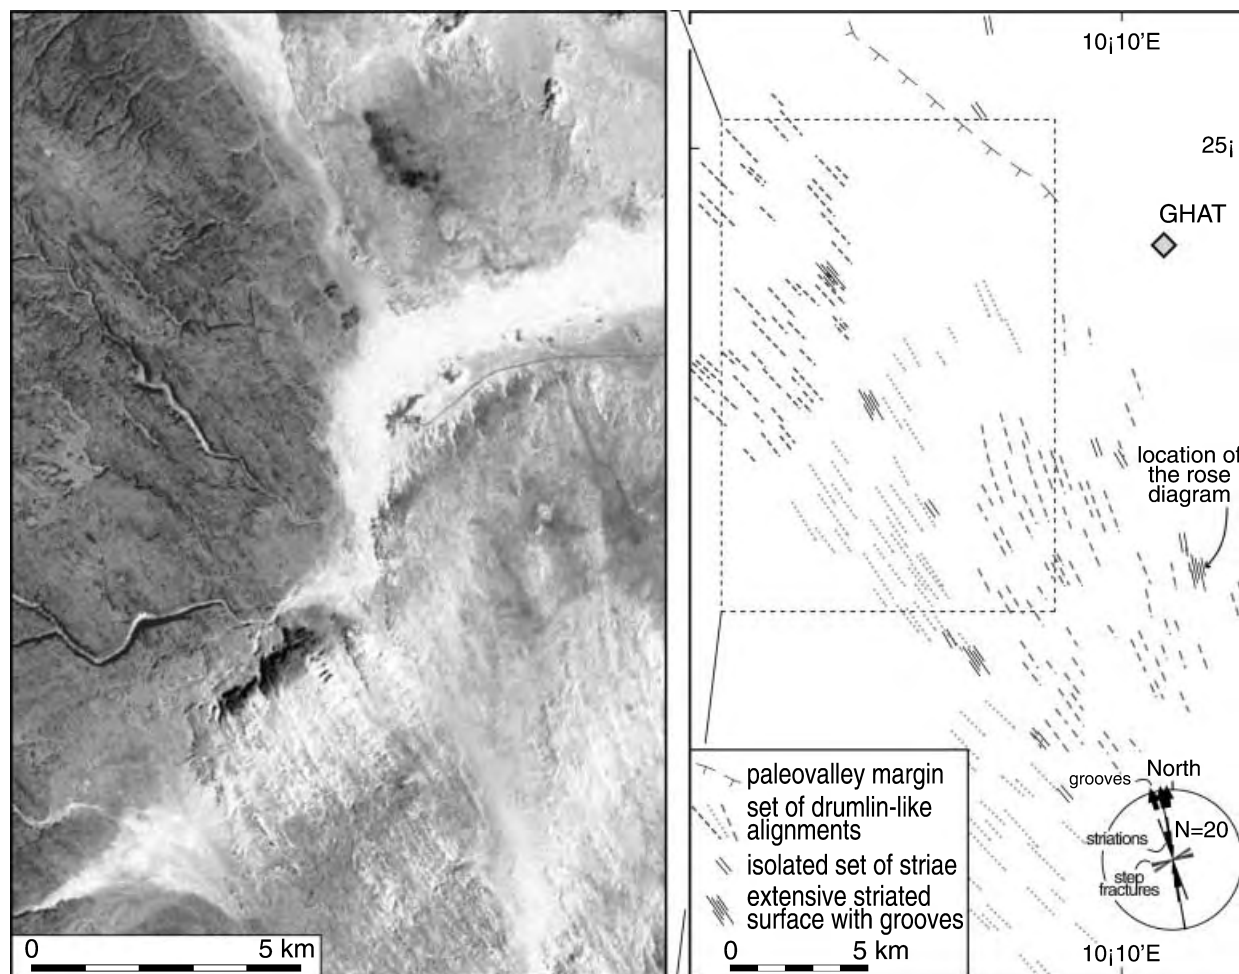 10¡10'E
25¡
GHAT
location of
the rose
diagram
paleovalley margin
set of drumlin-like
alignments
isolated set of striae
extensive striated
surface with grooves
0 5 km
grooves
North
N=20
striations
step
fractures
10¡10'E
0 5 km